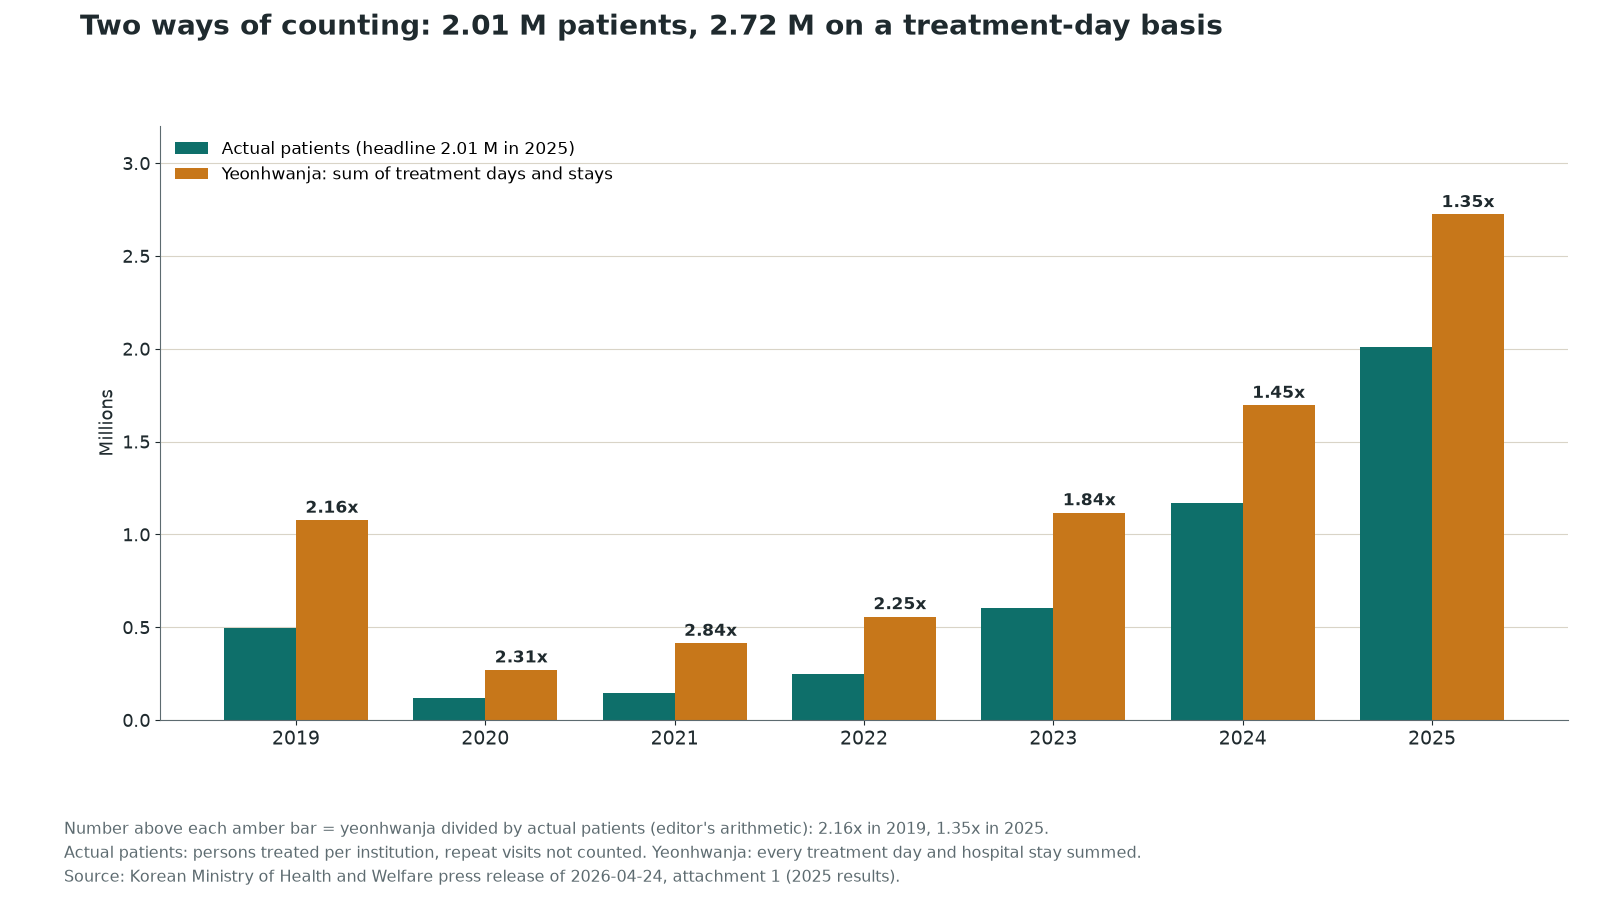 Two ways of counting: 2.01 M patients, 2.72 M on a treatment-day basis
Actual patients (headline 2.01 M in 2025)
Yeonhwanja: sum of treatment days and stays
Millions
3.0
2.5
2.0
1.5
1.0
0.5
0.0
2.16x
2.31x
2.84x
2.25x
1.84x
1.45x
1.35x
2019
2020
2021
2022
2023
2024
2025
Number above each amber bar = yeonhwanja divided by actual patients (editor's arithmetic): 2.16x in 2019, 1.35x in 2025.
Actual patients: persons treated per institution, repeat visits not counted. Yeonhwanja: every treatment day and hospital stay summed.
Source: Korean Ministry of Health and Welfare press release of 2026-04-24, attachment 1 (2025 results).